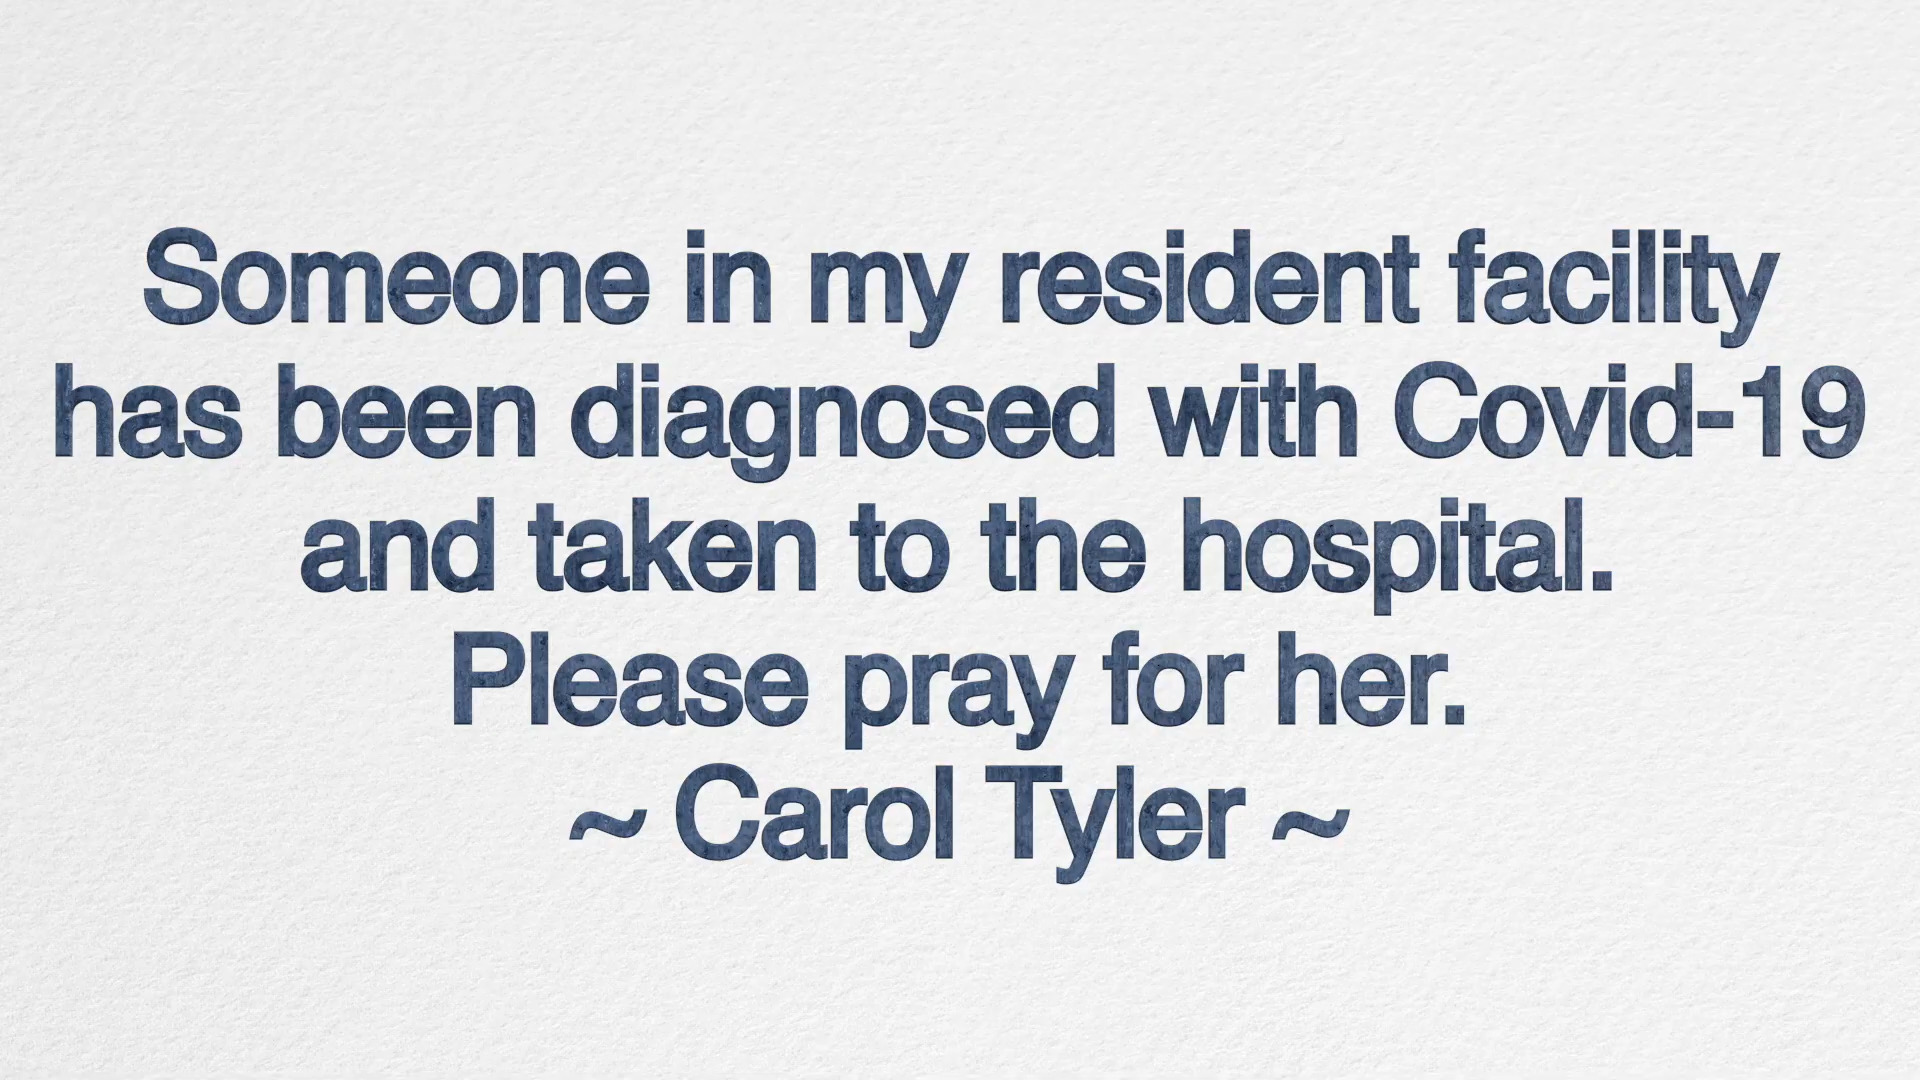 Someone in my resident facility
has been diagnosed with Covid-19
and taken to the hospital.
Please pray for her.
~ Carol Tyler ~